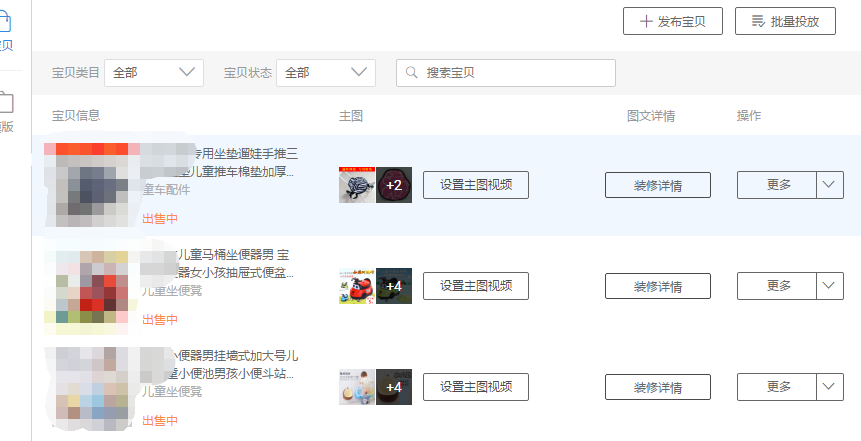 发布宝贝
批量投放
宝贝类目 全部 宝贝状态 全部 搜索宝贝
宝贝信息 主图 图文详情 操作
专用坐垫遛娃手推三
垫儿童推车棉垫加厚...
童车配件
出售中
+2
设置主图视频
装修详情
更多
儿童马桶坐便器男 宝
器女小孩抽屉式便盆...
儿童坐便凳
出售中
+4
设置主图视频
装修详情
更多
小便器男挂墙式加大号儿
童小便池男孩小便斗站...
儿童坐便凳
出售中
+4
设置主图视频
装修详情
更多